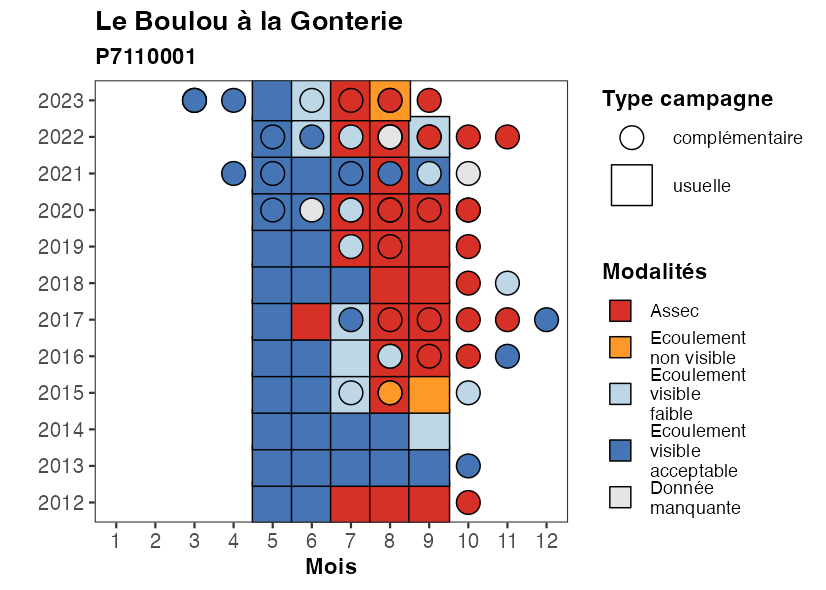 Le Boulou à la Gonterie
P7110001
2023
2022
2021
2020
2019
2018
2017
2016
2015
2014
2013
2012
1 2 3 4 5 6 7 8 9 10 11 12
Mois
Type campagne
complémentaire
usuelle
Modalités
Assec
Ecoulement
non visible
Ecoulement
visible
faible
Ecoulement
visible
acceptable
Donnée
manquante